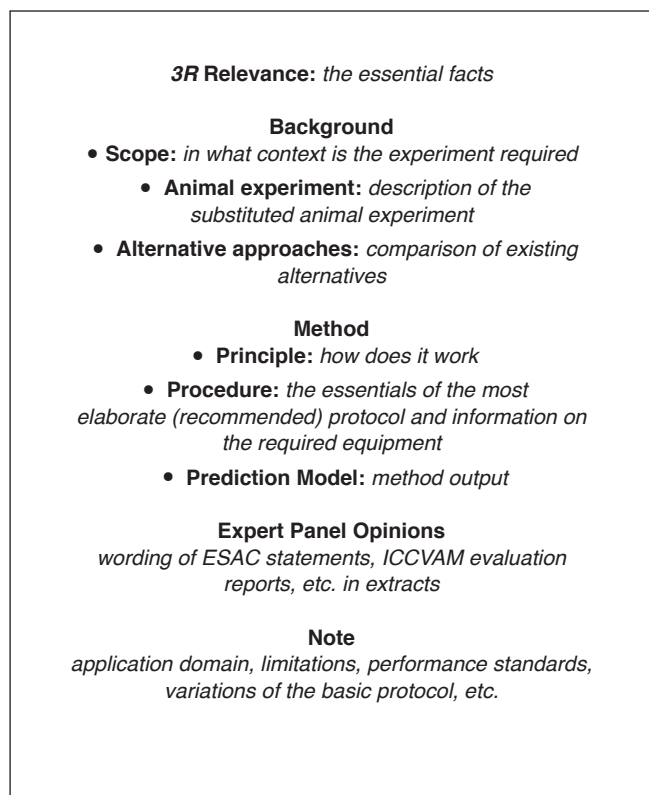 3R Relevance: the essential facts
Background
• Scope: in what context is the experiment required
• Animal experiment: description of the
substituted animal experiment
• Alternative approaches: comparison of existing
alternatives
Method
• Principle: how does it work
• Procedure: the essentials of the most
elaborate (recommended) protocol and information on
the required equipment
• Prediction Model: method output
Expert Panel Opinions
wording of ESAC statements, ICCVAM evaluation
reports, etc. in extracts
Note
application domain, limitations, performance standards,
variations of the basic protocol, etc.